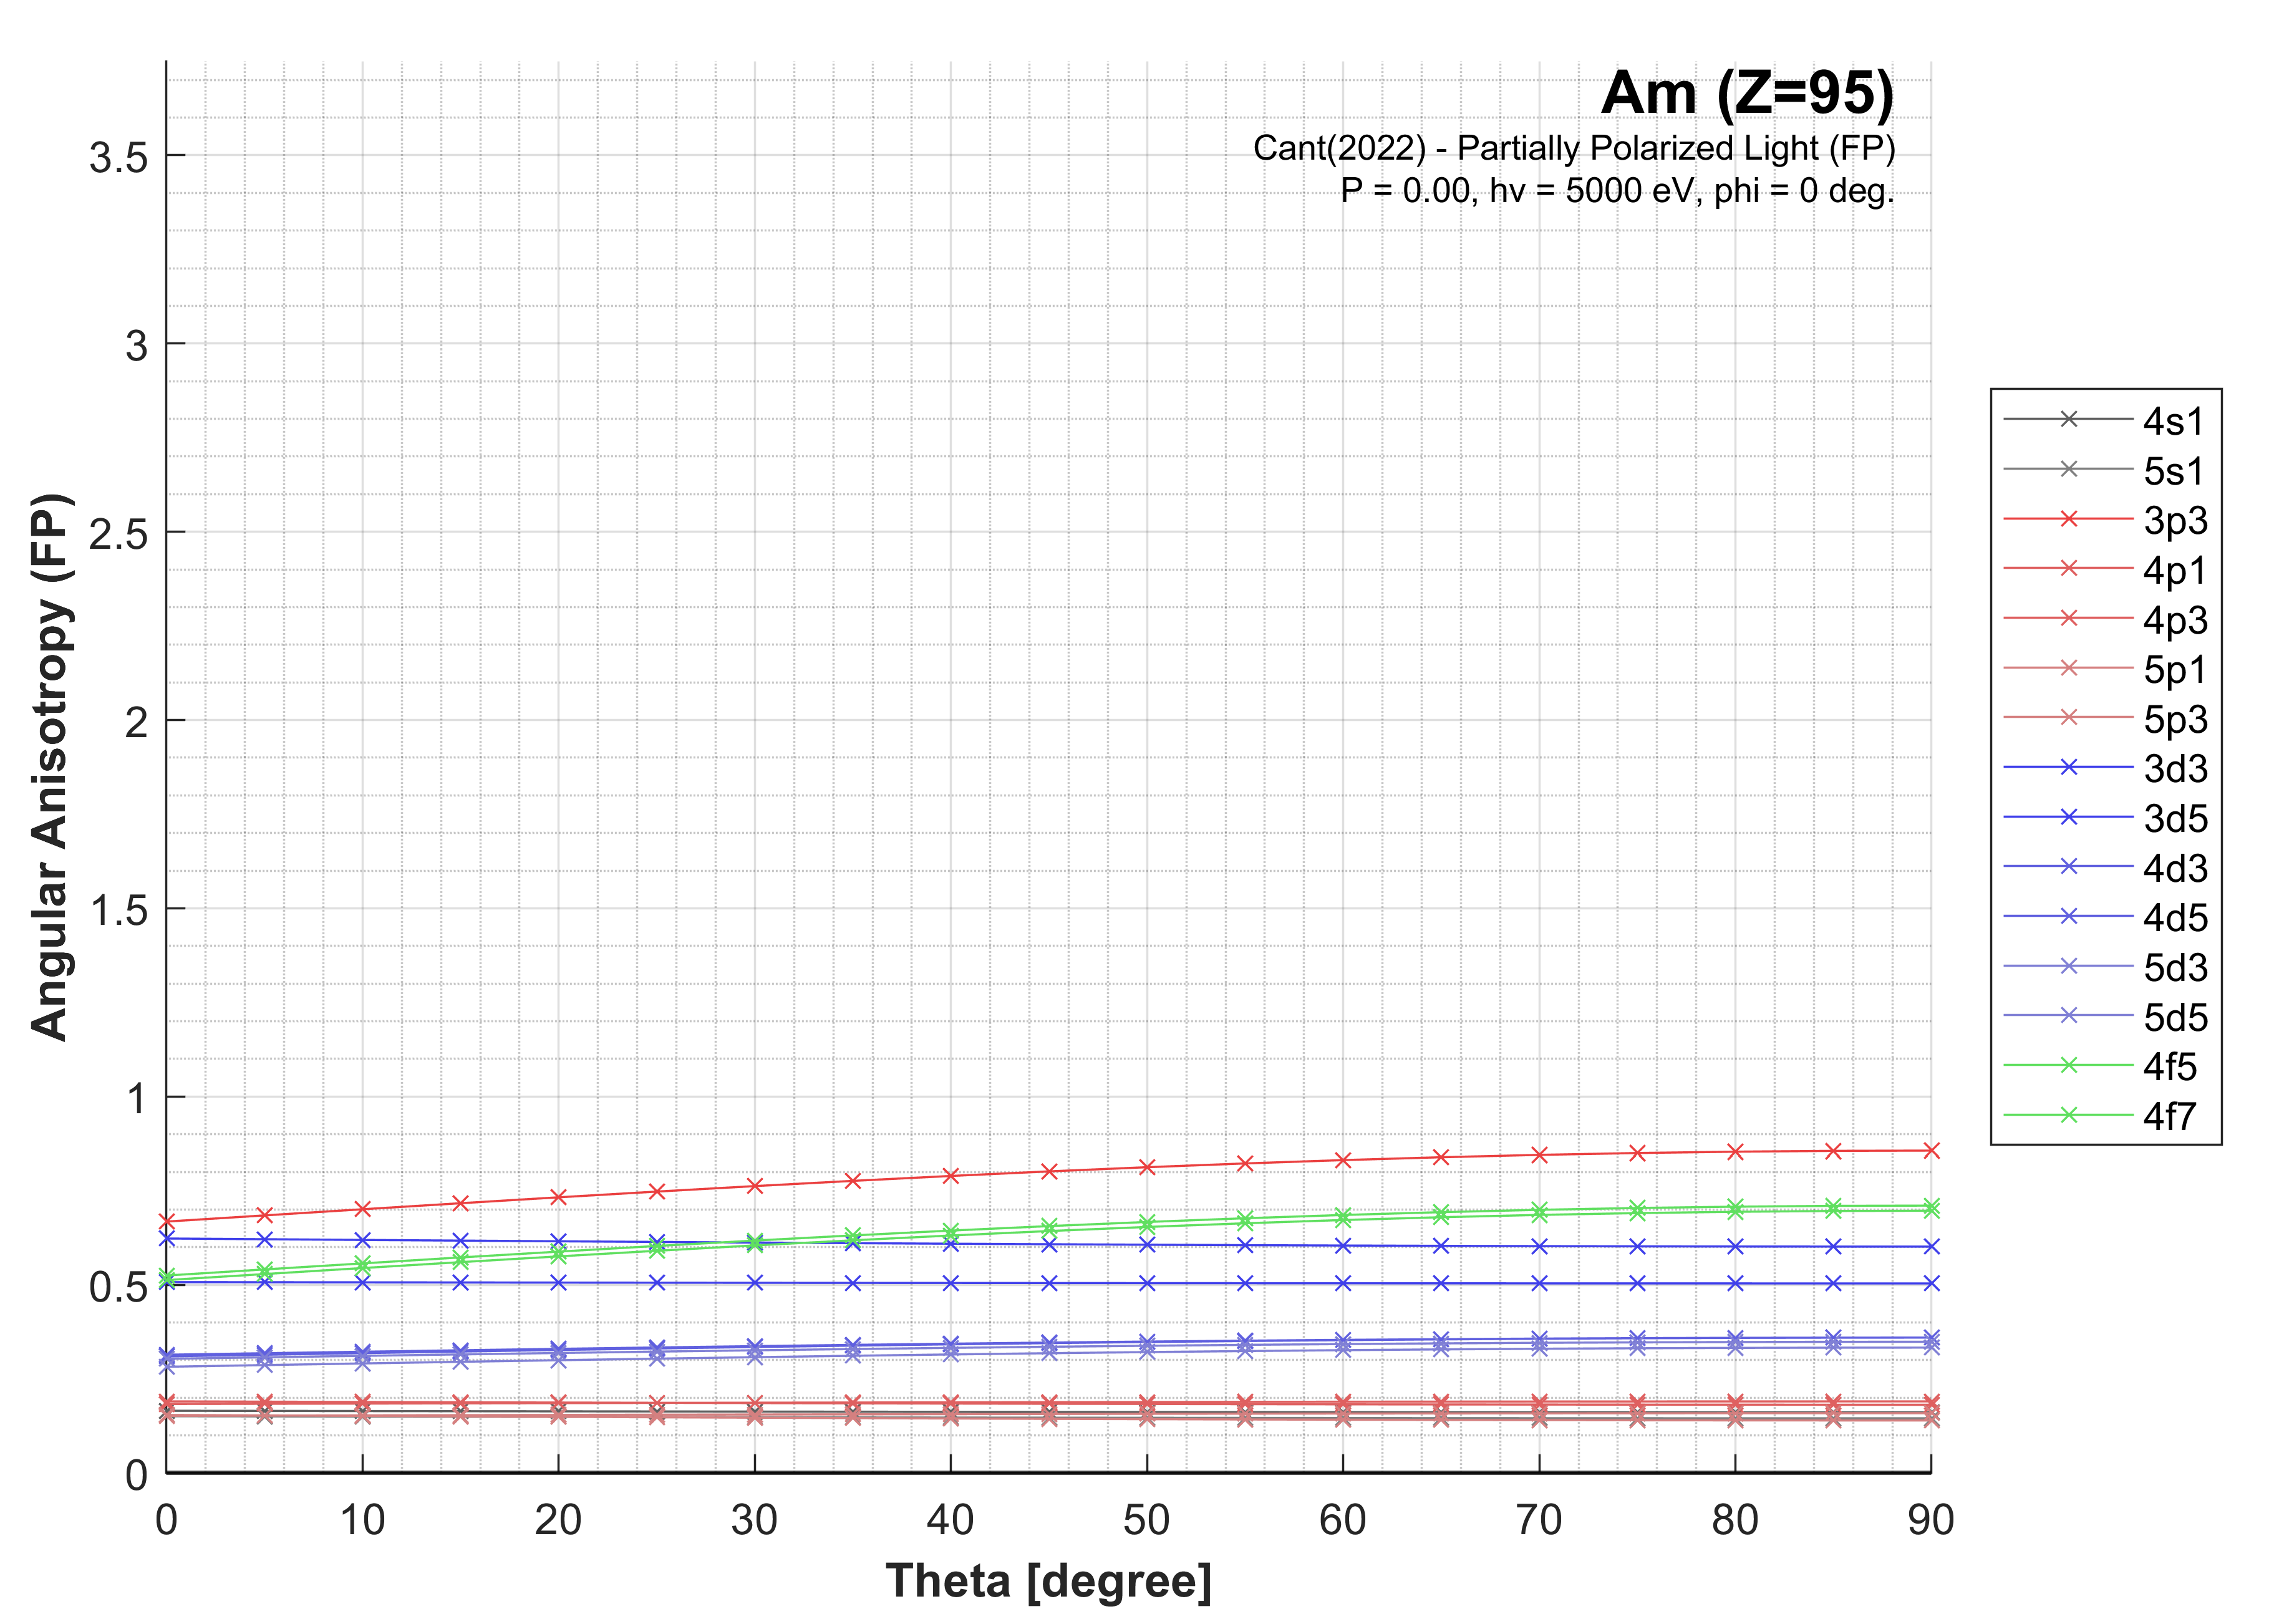 Am (Z=95)
Cant(2022) - Partially Polarized Light (FP)
P = 0.00, hv = 5000 eV, phi = 0 deg.
Angular Anisotropy (FP)
3.5
3
2.5
2
1.5
1
0.5
0
0 10 20 30 40 50 60 70 80 90
Theta [degree]
4s1
5s1
3p3
4p1
4p3
5p1
5p3
3d3
3d5
4d3
4d5
5d3
5d5
4f5
4f7